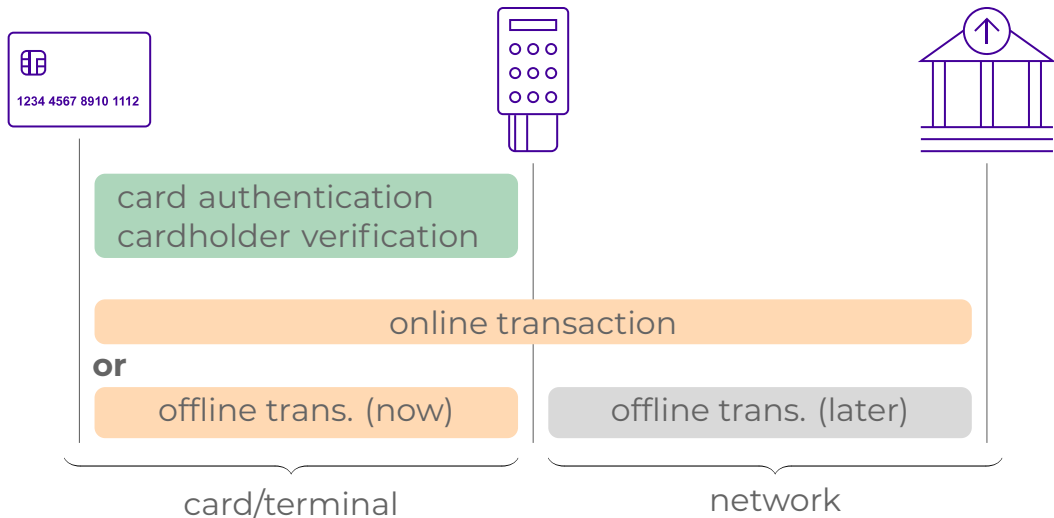 1234 4567 8910 1112
card authentication
cardholder verification
online transaction
or
offline trans. (now)
offline trans. (later)
card/terminal
network